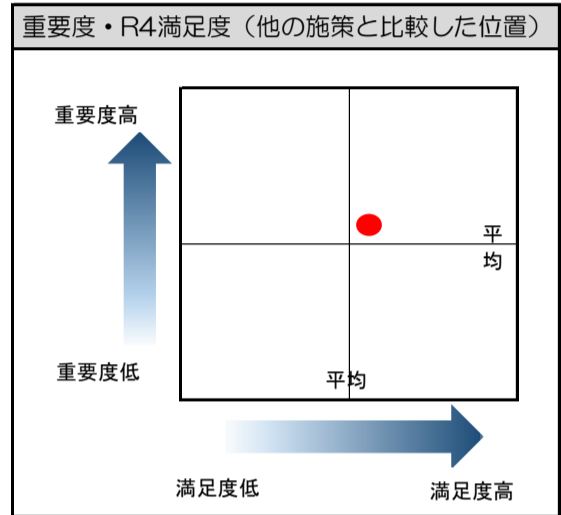 重要度・R4満足度（他の施策と比較した位置）
重要度高
平均
重要度低
平均
満足度低
満足度高